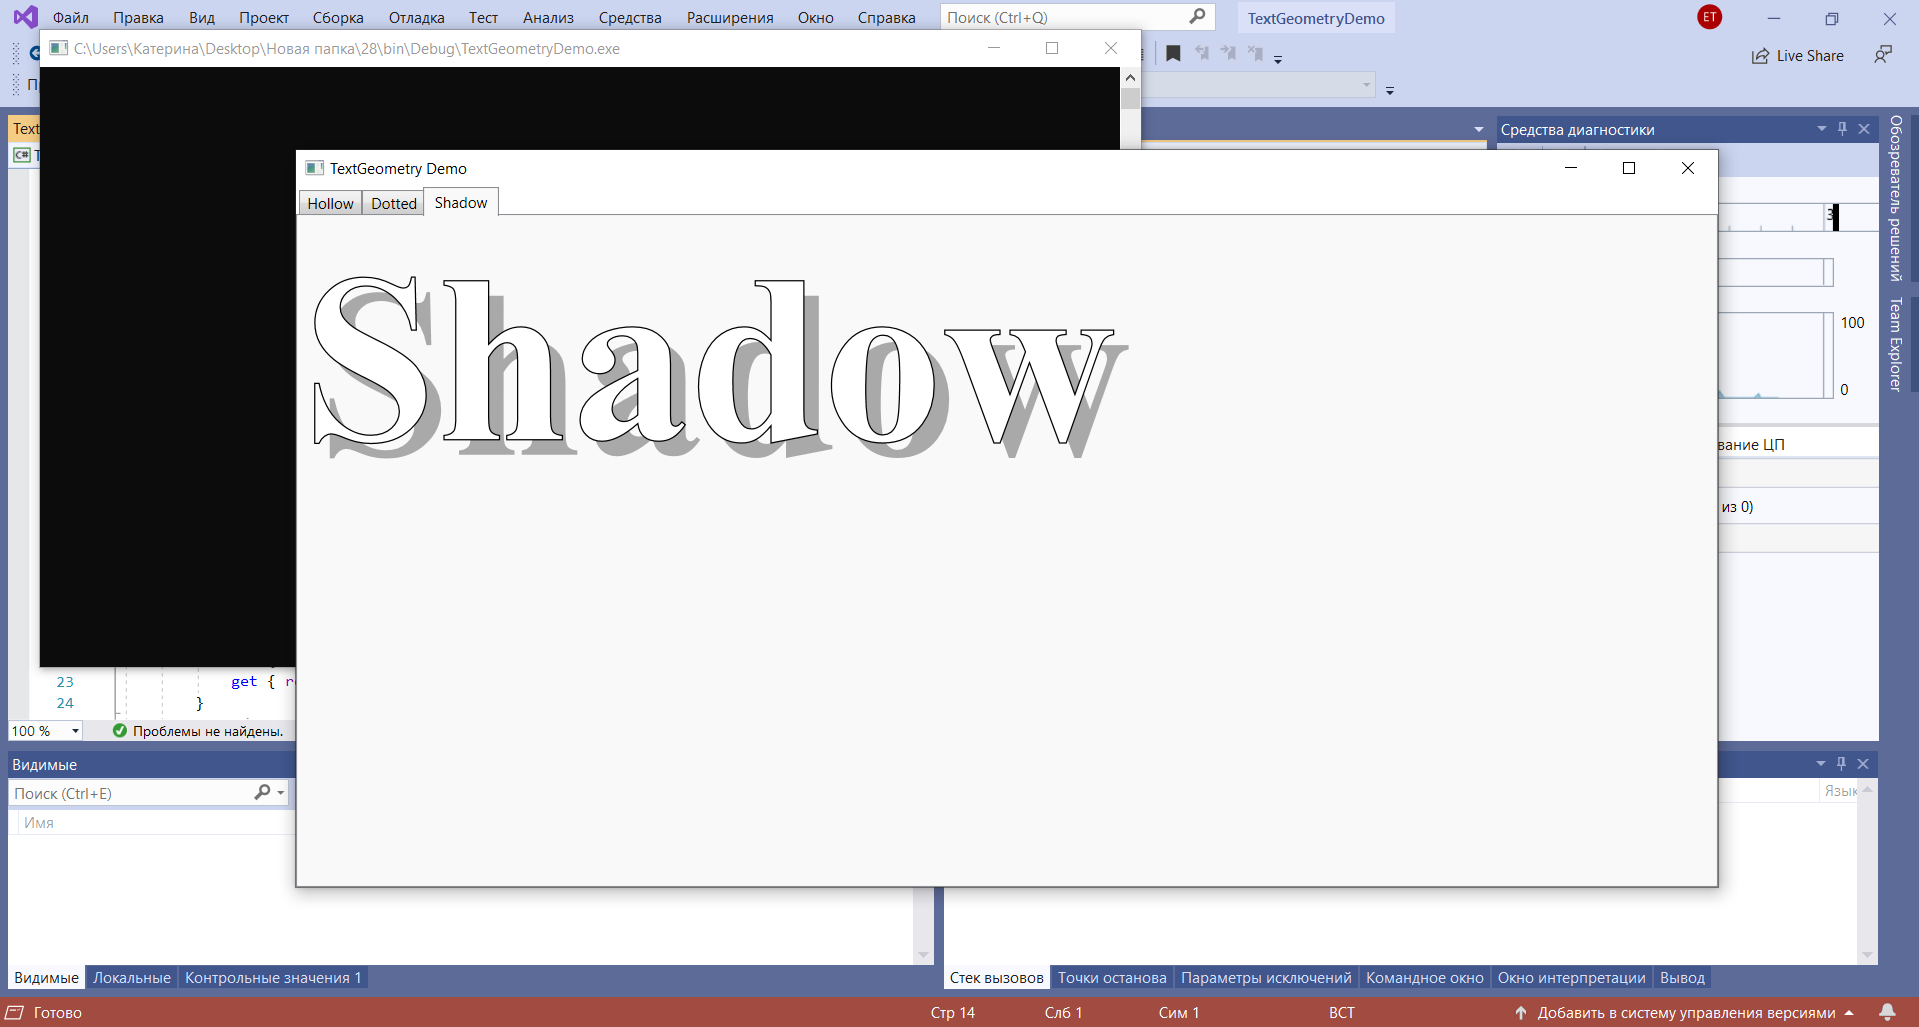 Файл Правка Вид Проект Сборка Отладка Тест Анализ Средства Расширения Окно Справка Поиск (Ctrl+Q) TextGeometryDemo ET
C:\Users\Катерина\Desktop\Новая папка\28\bin\Debug\TextGeometryDemo.exe
Live Share
Text
Средства диагностики
Обозреватель решений
Team Explorer
C#
TextGeometry Demo
Hollow Dotted Shadow
Shadow
100
0
вание ЦП
из 0)
23 get {
24 }
100 % Проблемы не найдены.
Видимые
Поиск (Ctrl+E)
Имя
Язык
Видимые Локальные Контрольные значения 1
Стек вызовов Точки останова Параметры исключений Командное окно Окно интерпретации Вывод
Готово Стр 14 Слб 1 Сим 1 ВСТ Добавить в систему управления версиями